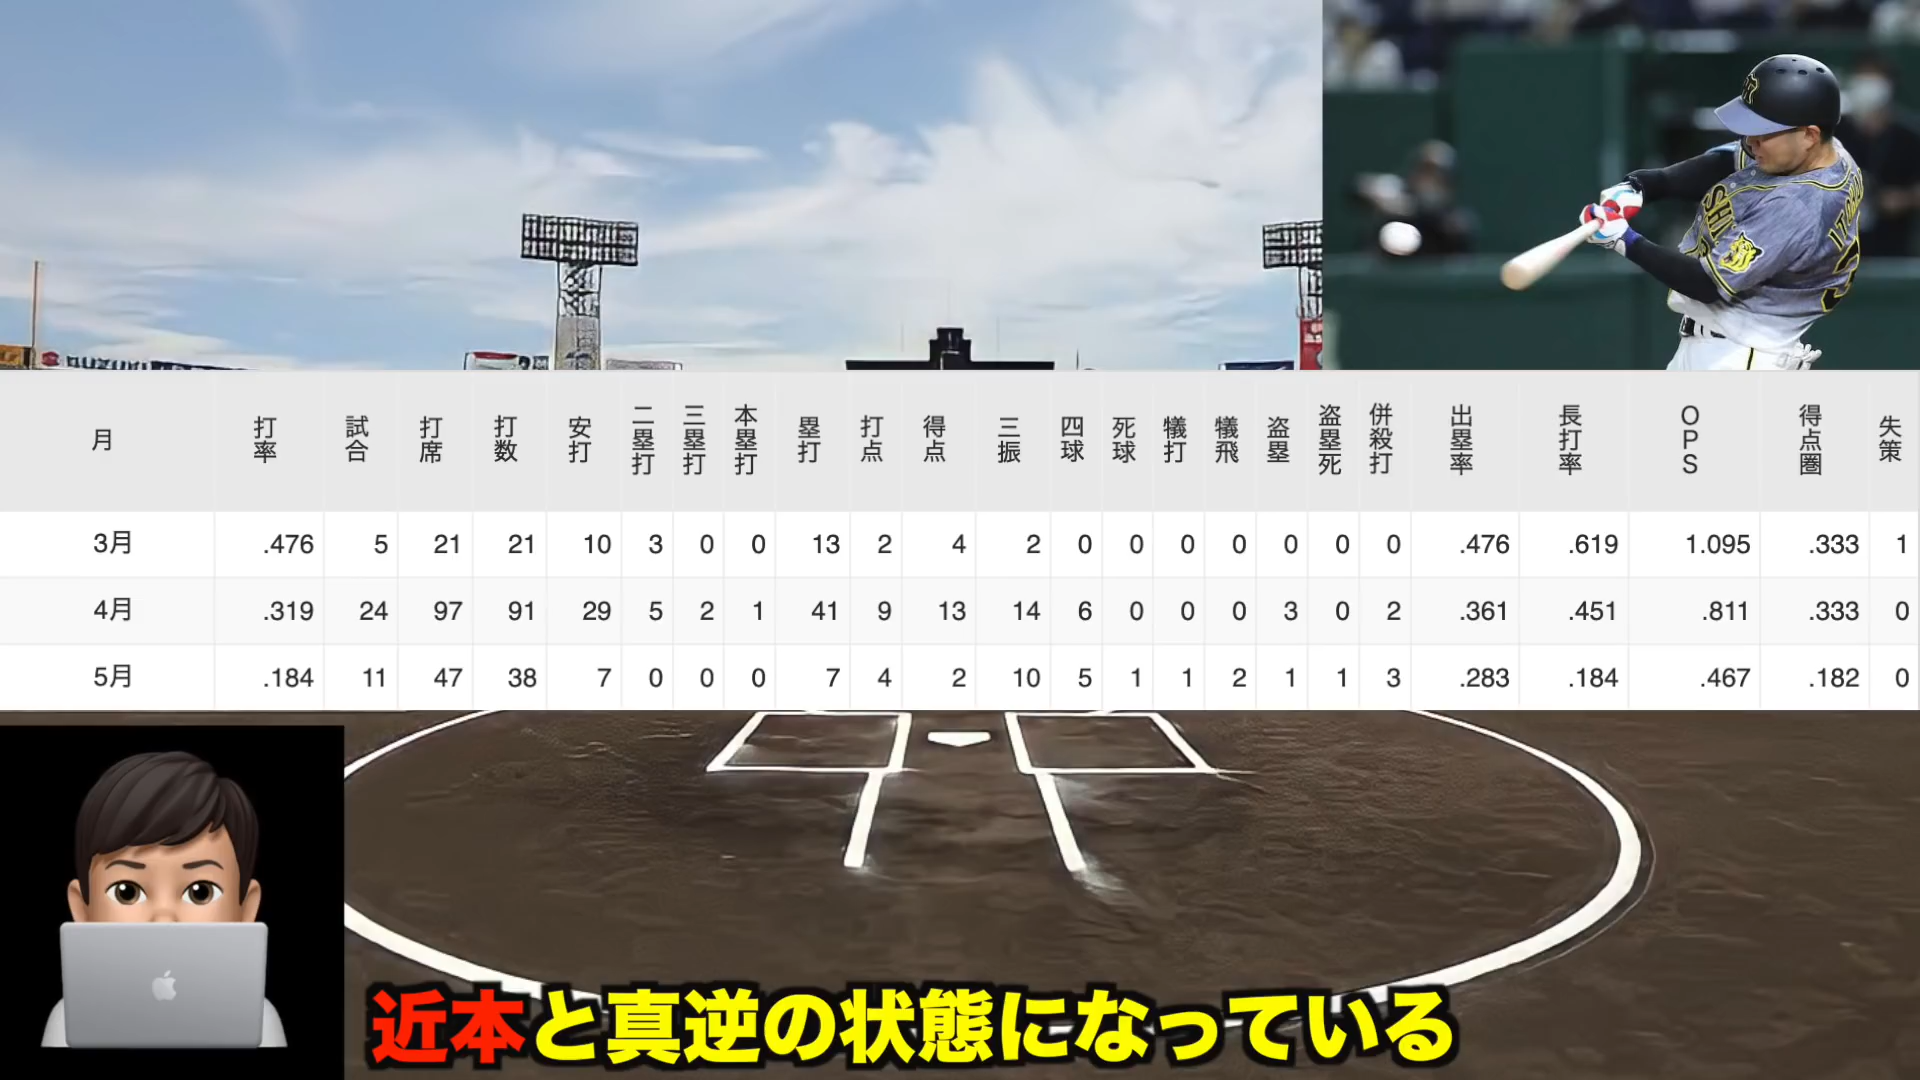 SUZUKI
SHI
ITOHARA
月 打率 試合 打席 打数 安打 二塁打 三塁打 本塁打 塁打 打点 得点 三振 四球 死球 犠打 犠飛 盗塁 盗塁死 併殺打 出塁率 長打率 OPS 得点圏 失策
3月 .476 5 21 21 10 3 0 0 13 2 4 2 0 0 0 0 0 0 0 .476 .619 1.095 .333 1
4月 .319 24 97 91 29 5 2 1 41 9 13 14 6 0 0 0 3 0 2 .361 .451 .811 .333 0
5月 .184 11 47 38 7 0 0 0 7 4 2 10 5 1 1 2 1 1 3 .283 .184 .467 .182 0
近本と真逆の状態になっている